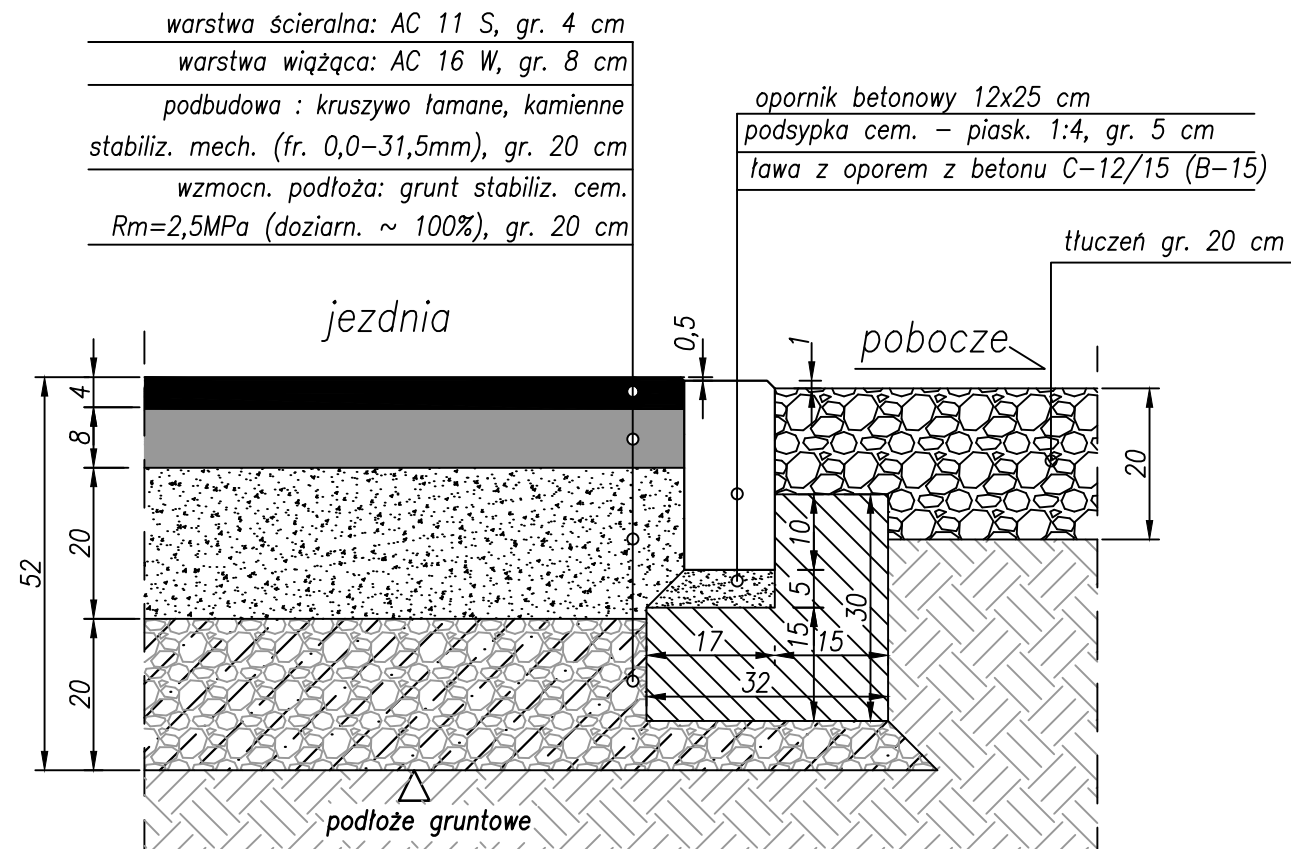 warstwa ścieralna: AC 11 S, gr. 4 cm
warstwa wiążąca: AC 16 W, gr. 8 cm
podbudowa : kruszywo łamane, kamienne
stabiliz. mech. (fr. 0,0-31,5mm), gr. 20 cm
wzmocn. podłoża: grunt stabiliz. cem.
Rm=2,5MPa (doziarn. ~ 100%), gr. 20 cm
opornik betonowy 12x25 cm
podsypka cem. - piask. 1:4, gr. 5 cm
ława z oporem z betonu C-12/15 (B-15)
tłuczeń gr. 20 cm
jezdnia
pobocze
0,5
1
4
8
20
20
52
20
10
5
15
30
17
15
32
podłoże gruntowe